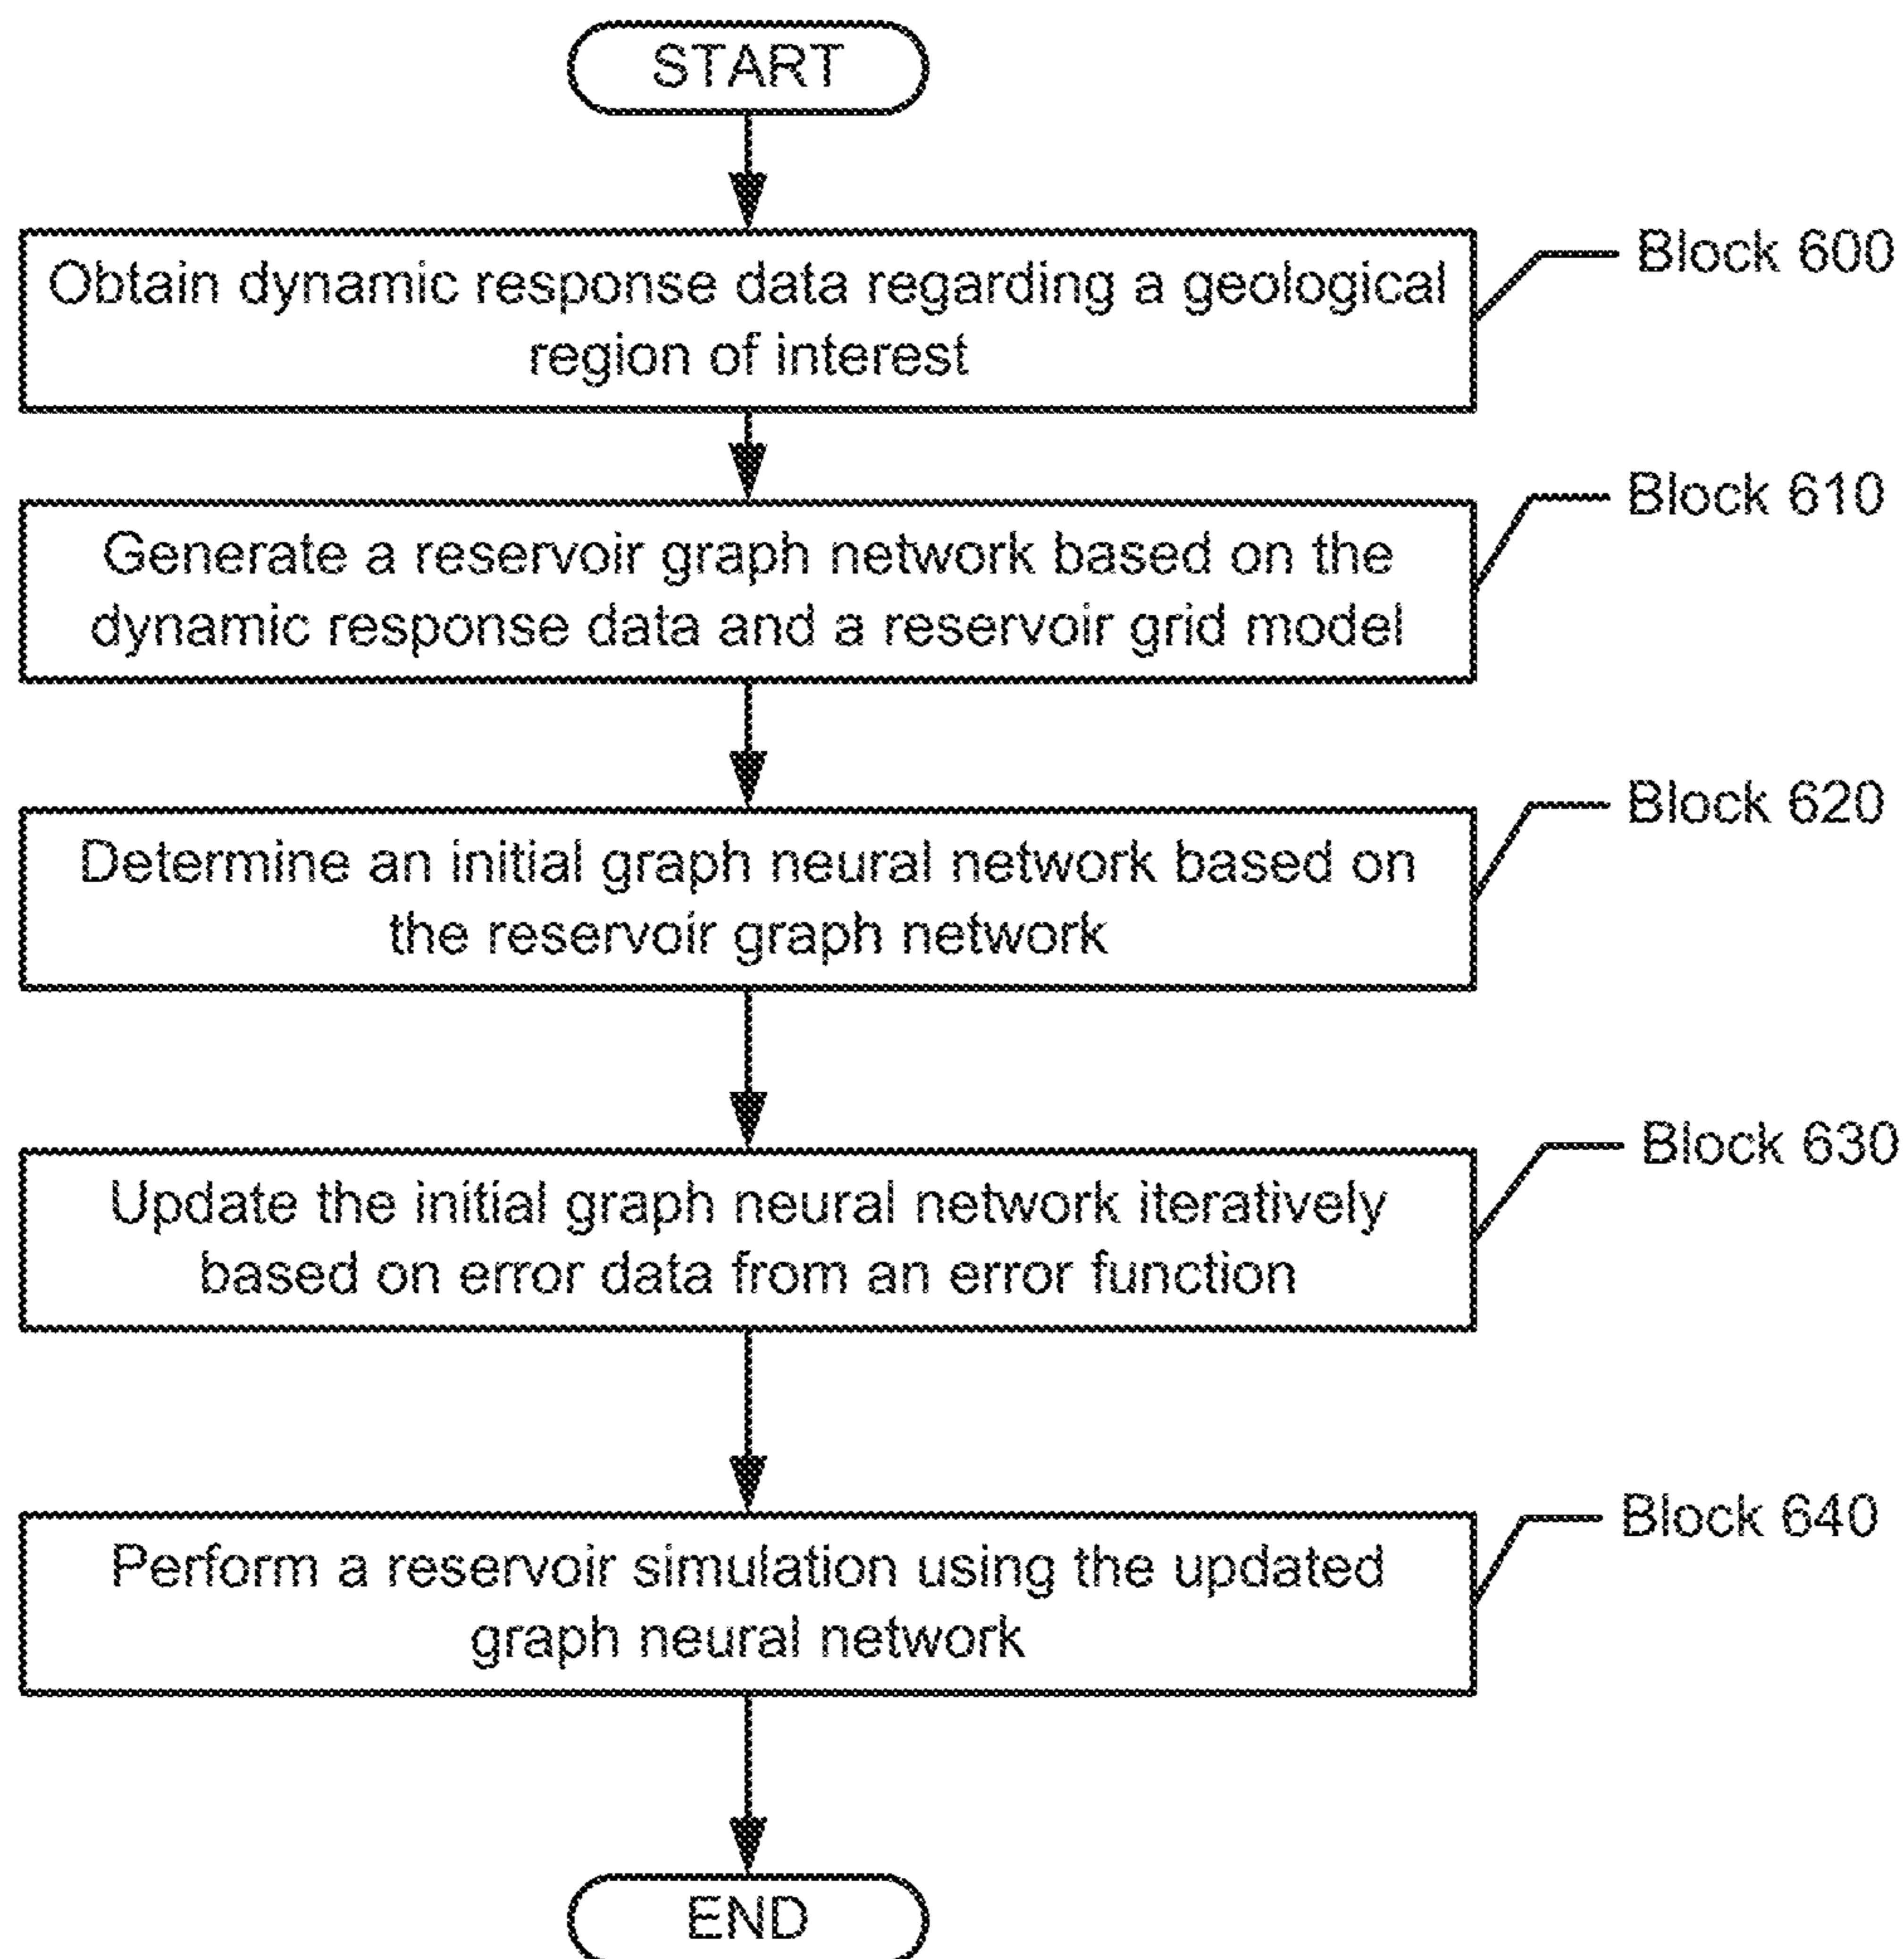 START
Obtain dynamic response data regarding a geological
region of interest
Block 600
Generate a reservoir graph network based on the
dynamic response data and a reservoir grid model
Block 610
Determine an initial graph neural network based on
the reservoir graph network
Block 620
Update the initial graph neural network iteratively
based on error data from an error function
Block 630
Perform a reservoir simulation using the updated
graph neural network
Block 640
END